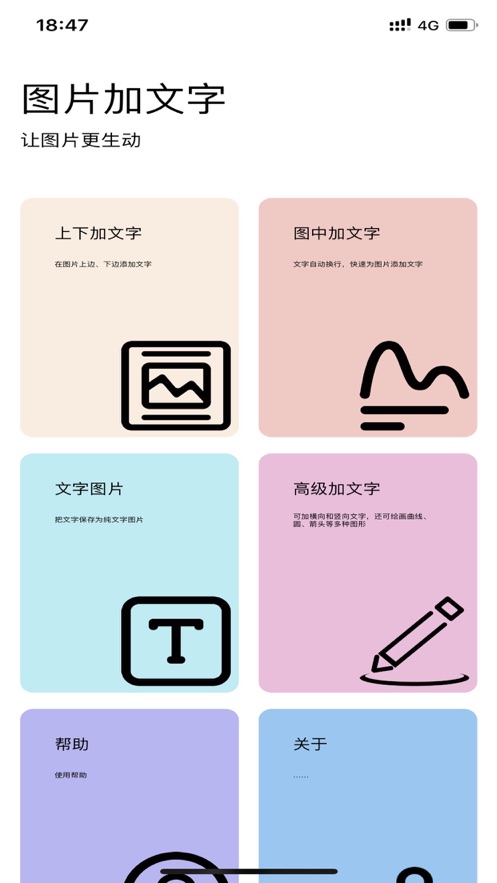 18:47
4G
图片加文字
让图片更生动
上下加文字
在图片上边、下边添加文字
图中加文字
文字自动换行，快速为图片添加文字
文字图片
把文字保存为纯文字图片
T
高级加文字
可加横向和竖向文字，还可绘画曲线、
圆、箭头等多种图形
帮助
使用帮助
关于
......